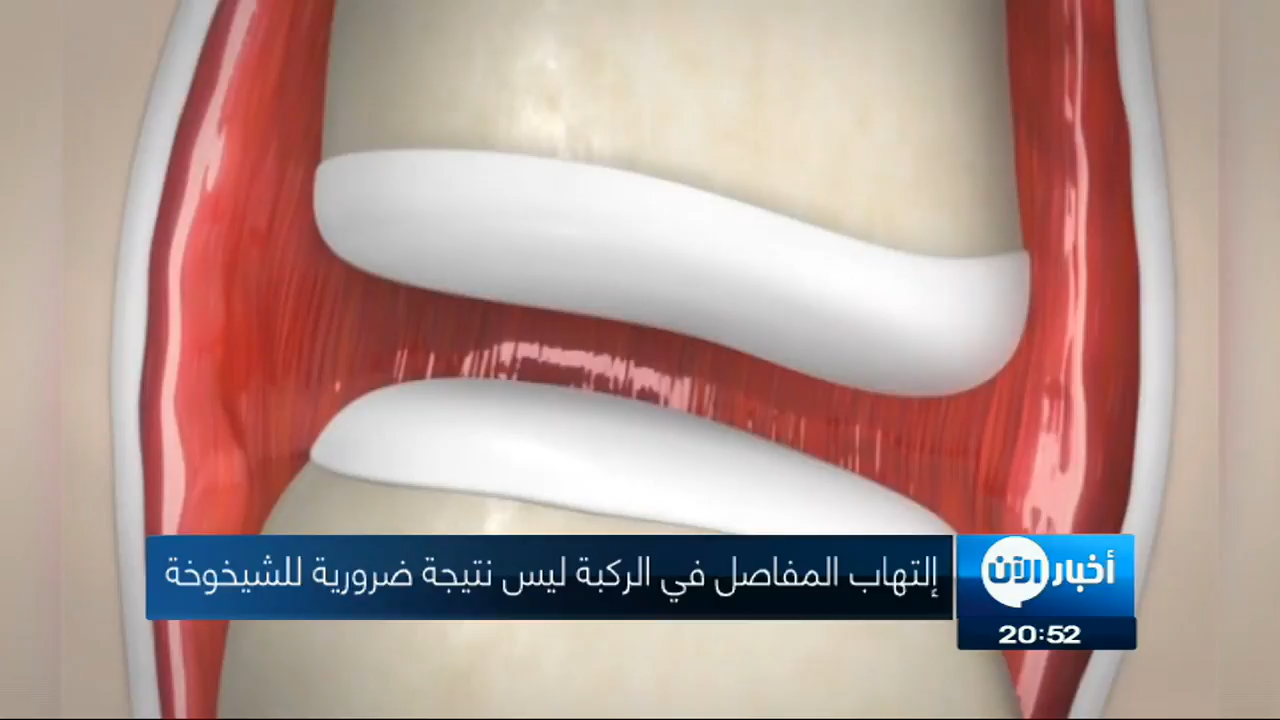 إلتهاب المفاصل في الركبة ليس نتيجة ضرورية للشيخوخة
أخبار الآن
20:52